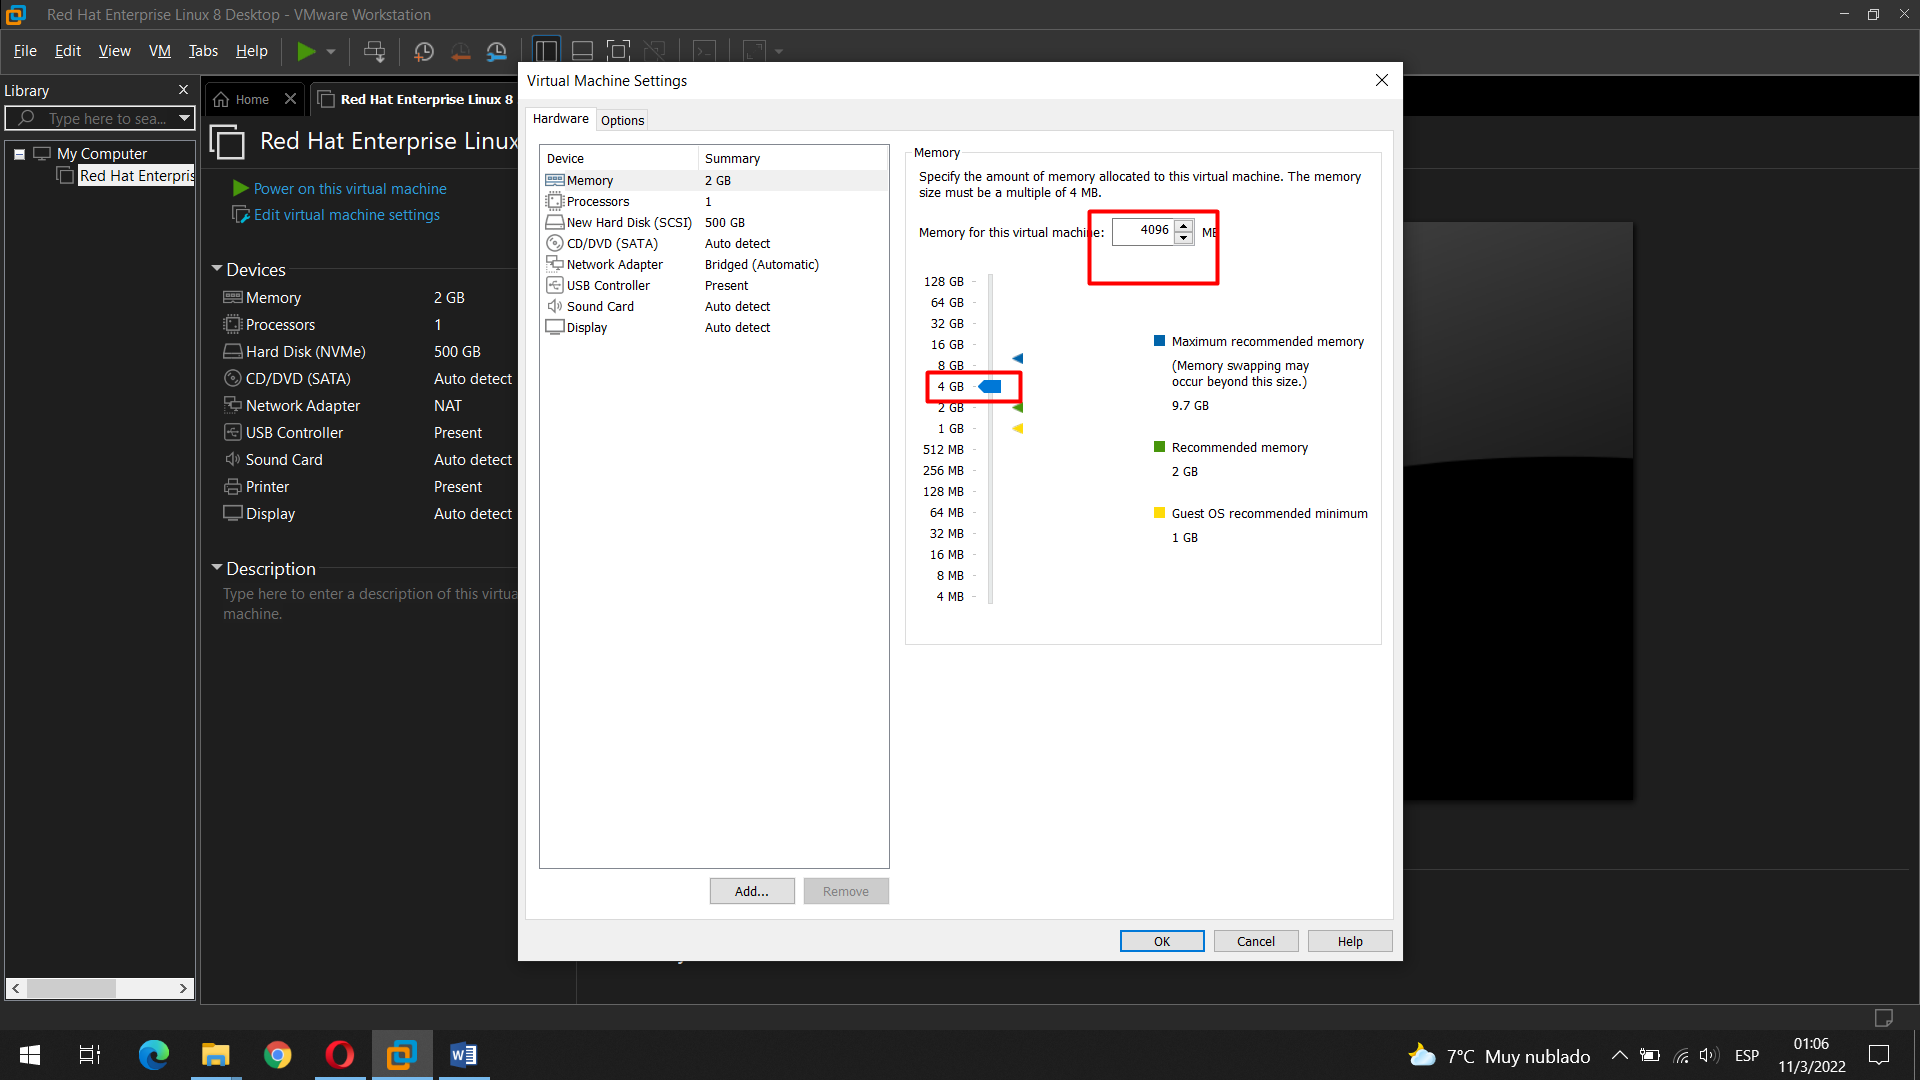 Red Hat Enterprise Linux 8 Desktop - VMware Workstation
File Edit View VM Tabs Help
Library
Type here to sea...
My Computer
Red Hat Enterpris
Home
Red Hat Enterprise Linux 8
Red Hat Enterprise Linux
Power on this virtual machine
Edit virtual machine settings
Devices
Memory 2 GB
Processors 1
Hard Disk (NVMe) 500 GB
CD/DVD (SATA) Auto detect
Network Adapter NAT
USB Controller Present
Sound Card Auto detect
Printer Present
Display Auto detect
Description
Type here to enter a description of this virtua
machine.
Virtual Machine Settings
Hardware Options
Device Summary
Memory 2 GB
Processors 1
New Hard Disk (SCSI) 500 GB
CD/DVD (SATA) Auto detect
Network Adapter Bridged (Automatic)
USB Controller Present
Sound Card Auto detect
Display Auto detect
Add... Remove
Memory
Specify the amount of memory allocated to this virtual machine. The memory
size must be a multiple of 4 MB.
Memory for this virtual machine: 4096 MB
128 GB
64 GB
32 GB
16 GB
8 GB
4 GB
2 GB
1 GB
512 MB
256 MB
128 MB
64 MB
32 MB
16 MB
8 MB
4 MB
Maximum recommended memory
(Memory swapping may
occur beyond this size.)
9.7 GB
Recommended memory
2 GB
Guest OS recommended minimum
1 GB
OK Cancel Help
7°C Muy nublado
ESP
01:06
11/3/2022